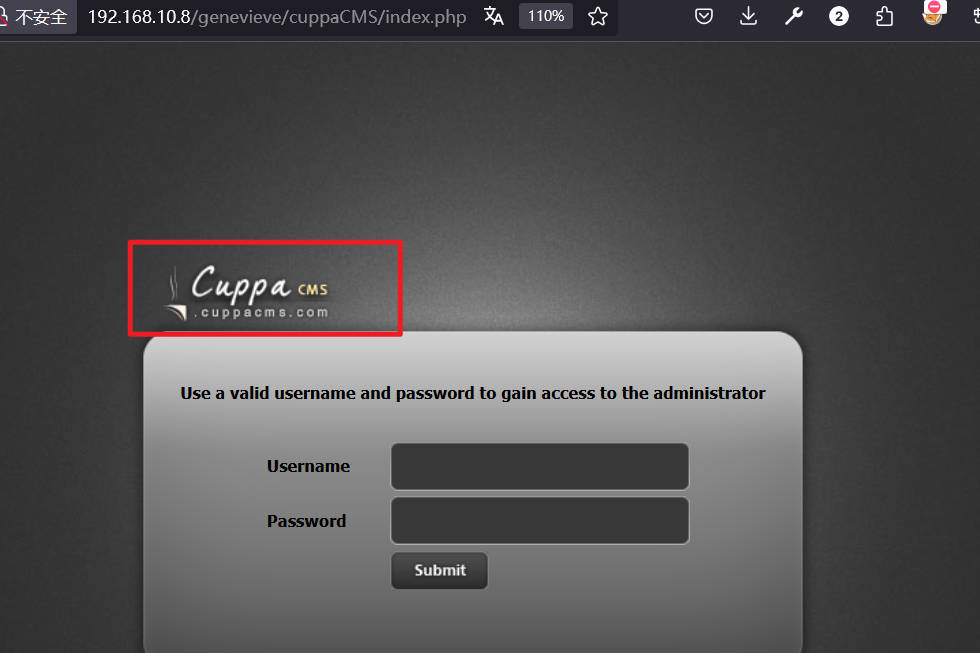 不安全 192.168.10.8/genevieve/cuppaCMS/index.php 110% 2
Cuppa CMS
.cuppacms.com
Use a valid username and password to gain access to the administrator
Username
Password
Submit